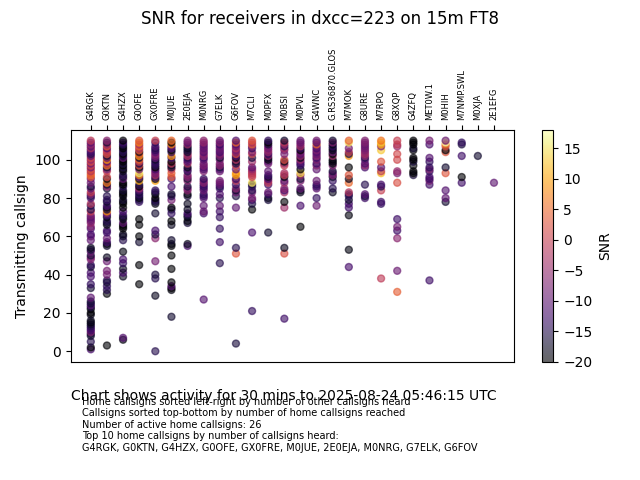 SNR for receivers in dxcc=223 on 15m FT8
G4RGK G0KTN G4HZX G0OFE GX0FRE M0JUE 2E0EJA M0NRG G7ELK G6FOV M7CLI M0PFX M0BSI M0PVL G4WNC G.RS36870.GLOS M7MOK G8URE M7RPO G8XQP G4ZFQ MET0W.1 M0HIH M7NMP.SWL M0XJA 2E1EFG
100
80
60
40
20
0
Transmitting callsign
15
10
5
0
−5
−10
−15
−20
SNR
Chart shows activity for 30 mins to 2025-08-24 05:46:15 UTC
Home callsigns sorted left-right by number of other callsigns heard
Callsigns sorted top-bottom by number of home callsigns reached
Number of active home callsigns: 26
Top 10 home callsigns by number of callsigns heard:
G4RGK, G0KTN, G4HZX, G0OFE, GX0FRE, M0JUE, 2E0EJA, M0NRG, G7ELK, G6FOV